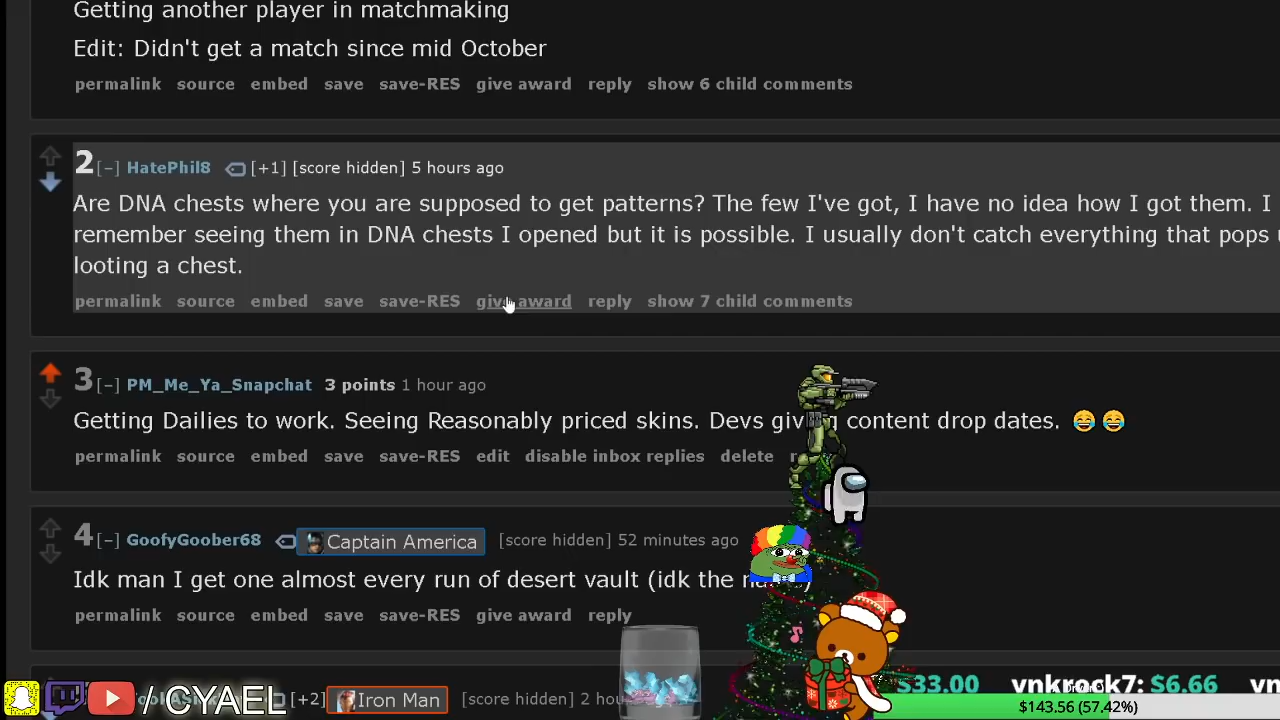 Getting another player in matchmaking
Edit: Didn't get a match since mid October
permalink source embed save save-RES give award reply show 6 child comments
2 [–] HatePhil8 [+1] [score hidden] 5 hours ago
Are DNA chests where you are supposed to get patterns? The few I've got, I have no idea how I got them. I
remember seeing them in DNA chests I opened but it is possible. I usually don't catch everything that pops
looting a chest.
permalink source embed save save-RES give award reply show 7 child comments
3 [–] PM_Me_Ya_Snapchat 3 points 1 hour ago
Getting Dailies to work. Seeing Reasonably priced skins. Devs giving content drop dates. 😂 😂
permalink source embed save save-RES edit disable inbox replies delete
4 [–] GoofyGoober68 Captain America [score hidden] 52 minutes ago
Idk man I get one almost every run of desert vault (idk the
permalink source embed save save-RES give award reply
[+2] Iron Man [score hidden] 2
/ CYAEL
$33.00 vnkrock7: $6.66
$143.56 (57.42%)